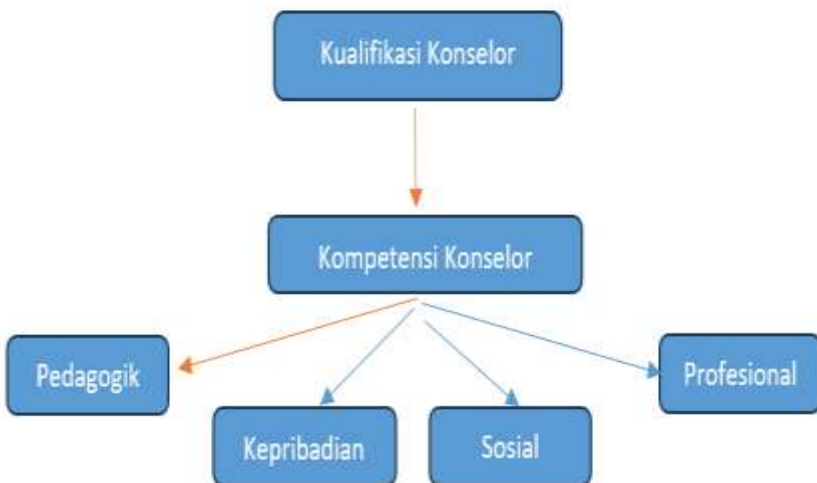 Kualifikasi Konselor
Kompetensi Konselor
Pedagogik
Kepribadian
Sosial
Profesional